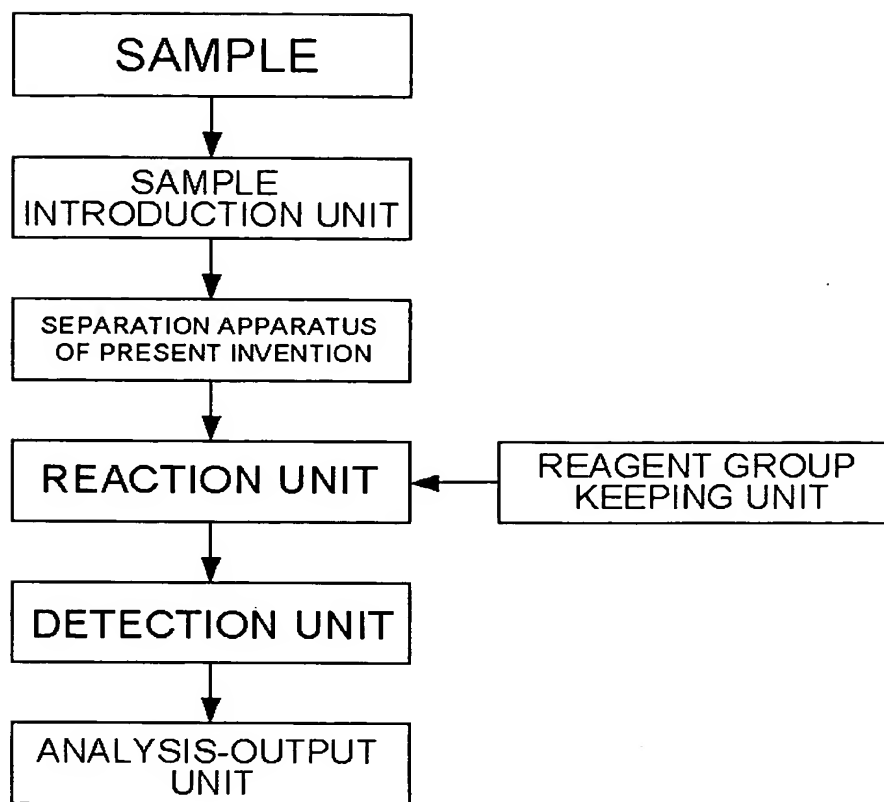 SAMPLE
SAMPLE
INTRODUCTION UNIT
SEPARATION APPARATUS
OF PRESENT INVENTION
REACTION UNIT
REAGENT GROUP
KEEPING UNIT
DETECTION UNIT
ANALYSIS-OUTPUT
UNIT